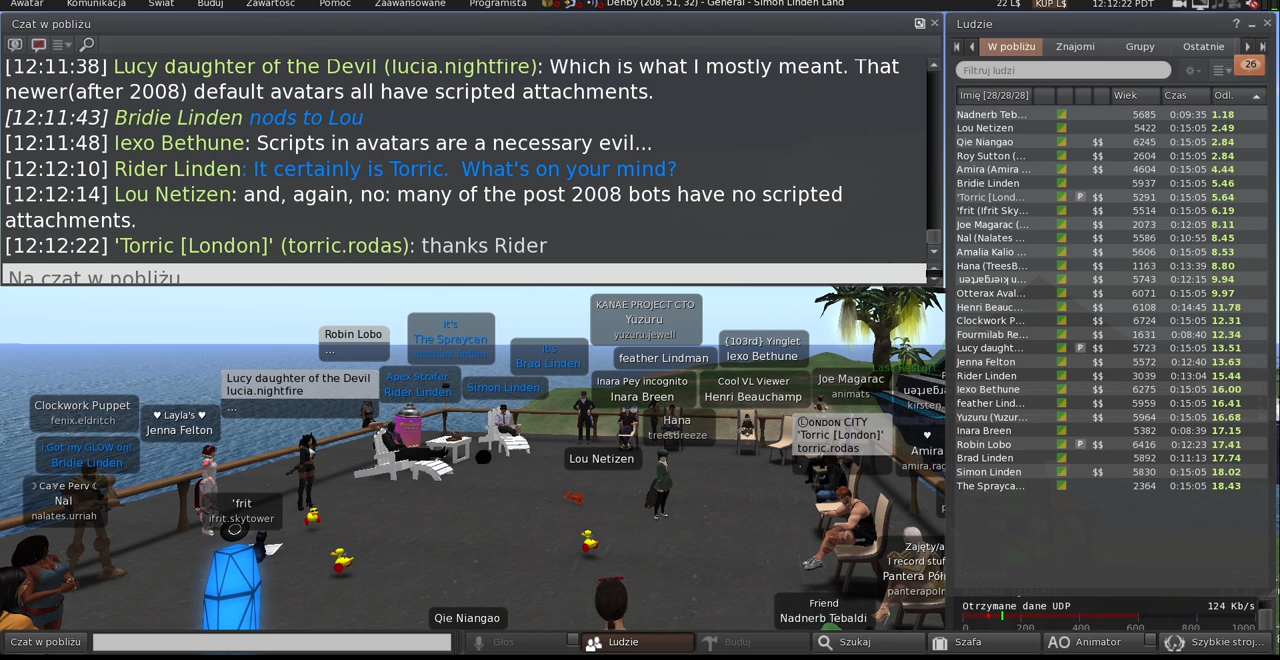 Awatar Komunikacja Świat Buduj Zawartość Pomoc Zaawansowane Programista Denby (208, 51, 32) - General - Simon Linden Land 22 L$ KUP L$ 12:12:22 PDT
Czat w pobliżu
[12:11:38] Lucy daughter of the Devil (lucia.nightfire): Which is what I mostly meant. That
newer(after 2008) default avatars all have scripted attachments.
[12:11:43] Bridie Linden nods to Lou
[12:11:48] Iexo Bethune: Scripts in avatars are a necessary evil...
[12:12:10] Rider Linden: It certainly is Torric.  What's on your mind?
[12:12:14] Lou Netizen: and, again, no: many of the post 2008 bots have no scripted
attachments.
[12:12:22] 'Torric [London]' (torric.rodas): thanks Rider
Na czat w pobliżu
Ludzie
W pobliżu Znajomi Grupy Ostatnie
Filtruj ludzi
26
Imię [28/28/28] Wiek Czas Odl.
Nadnerb Teb... 5685 0:09:35 1.18
Lou Netizen 5422 0:15:05 2.49
Qie Niangao $$ 6245 0:15:05 2.84
Roy Sutton (... $$ 2604 0:15:05 2.84
Amira (Amira ... $$ 4604 0:15:05 4.44
Bridie Linden 5937 0:15:05 5.46
'Torric [Lond... P $$ 5291 0:15:05 5.64
'frit (Ifrit Sky... $$ 5514 0:15:05 6.19
Joe Magarac (... $$ 2073 0:12:05 8.11
Nal (Nalates ... $$ 5586 0:10:55 8.45
Amalia Kalio ... $$ 5606 0:15:05 8.53
Hana (TreesB... $$ 1163 0:13:39 8.80
$$ 5743 0:12:15 9.94
Otterax Aval... $$ 6071 0:15:05 9.97
Henri Beauc... $$ 6108 0:14:45 11.78
Clockwork P... $$ 6724 0:15:05 12.31
Fourmilab Re... $$ 1631 0:08:40 12.34
Lucy daught... P $$ 5723 0:15:05 13.51
Jenna Felton $$ 5572 0:12:40 13.63
Rider Linden $$ 3039 0:13:04 15.44
Iexo Bethune $$ 6275 0:15:05 16.00
feather Lind... $$ 5959 0:15:05 16.41
Yuzuru (Yuzur... $$ 5964 0:15:05 16.68
Inara Breen 5382 0:08:39 17.15
Robin Lobo P $$ 6416 0:12:23 17.41
Brad Linden 5892 0:11:13 17.74
Simon Linden $$ 5830 0:15:05 18.02
The Sprayca... 2364 0:15:05 18.43
KANAE PROJECT CTO
Yuzuru
yuzuru.jewell
It's
The Spraycan
Robin Lobo
...
It's
Brad Linden
feather Lindman
{103rd} Yinglet
Iexo Bethune
Lucy daughter of the Devil
lucia.nightfire
...
Apex Strafer
Rider Linden
Simon Linden
Inara Pey incognito
Inara Breen
Cool VL Viewer
Henri Beauchamp
Joe Magarac
animats
kirsten.
Clockwork Puppet
fenix.eldritch
♥ Layla's ♥
Jenna Felton
Hana
treesbreeze
Lou Netizen
ⓁONDON CITY
'Torric [London]'
torric.rodas
♥
Amira
amira.rag
I Got my GLOW on!
Bridie Linden
☽Ca♥e Perv☾
Nal
nalates.urriah
'frit
ifrit.skytower
Zajęty/a
I record stuf
Pantera Pół
panterapoln
Qie Niangao
Friend
Nadnerb Tebaldi
Otrzymane dane UDP 124 Kb/s
0 200 400 600 800 1000
Czat w pobliżu Głos Ludzie Buduj Szukaj Szafa AO Animator Szybkie stroj...